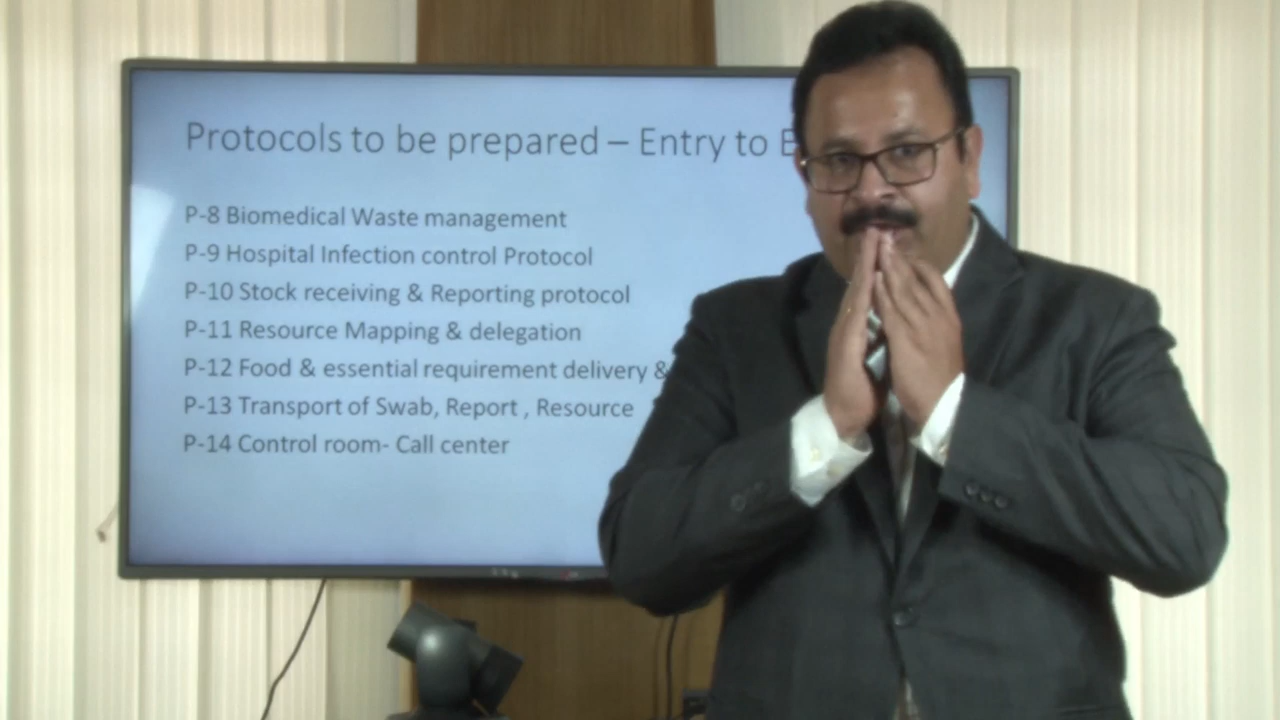 Protocols to be prepared – Entry to
P-8 Biomedical Waste management
P-9 Hospital Infection control Protocol
P-10 Stock receiving & Reporting protocol
P-11 Resource Mapping & delegation
P-12 Food & essential requirement delivery &
P-13 Transport of Swab, Report , Resource
P-14 Control room- Call center